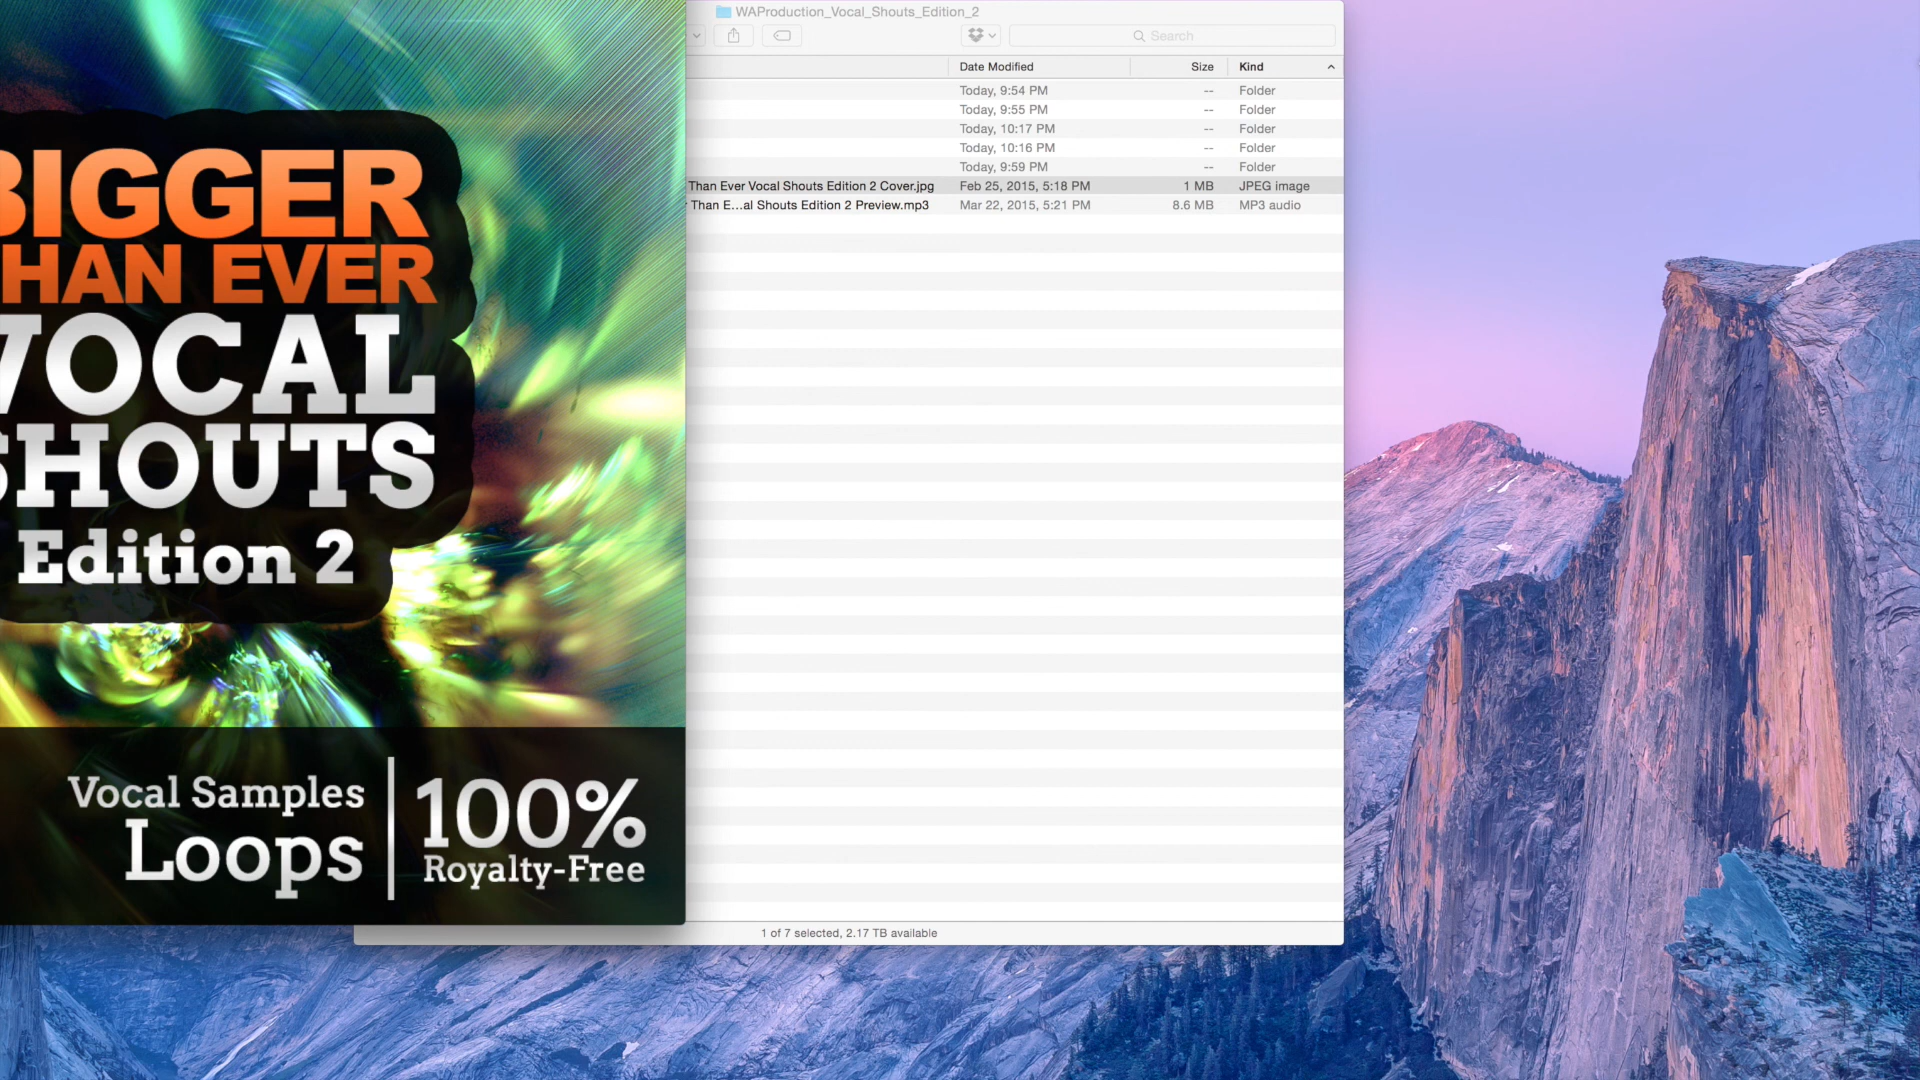 WAProduction_Vocal_Shouts_Edition_2
Search
Date Modified Size Kind
Today, 9:54 PM -- Folder
Today, 9:55 PM -- Folder
Today, 10:17 PM -- Folder
Today, 10:16 PM -- Folder
Today, 9:59 PM -- Folder
Than Ever Vocal Shouts Edition 2 Cover.jpg Feb 25, 2015, 5:18 PM 1 MB JPEG image
Than E...al Shouts Edition 2 Preview.mp3 Mar 22, 2015, 5:21 PM 8.6 MB MP3 audio
1 of 7 selected, 2.17 TB available
BIGGER
HAN EVER
VOCAL
SHOUTS
Edition 2
Vocal Samples
Loops
100%
Royalty-Free